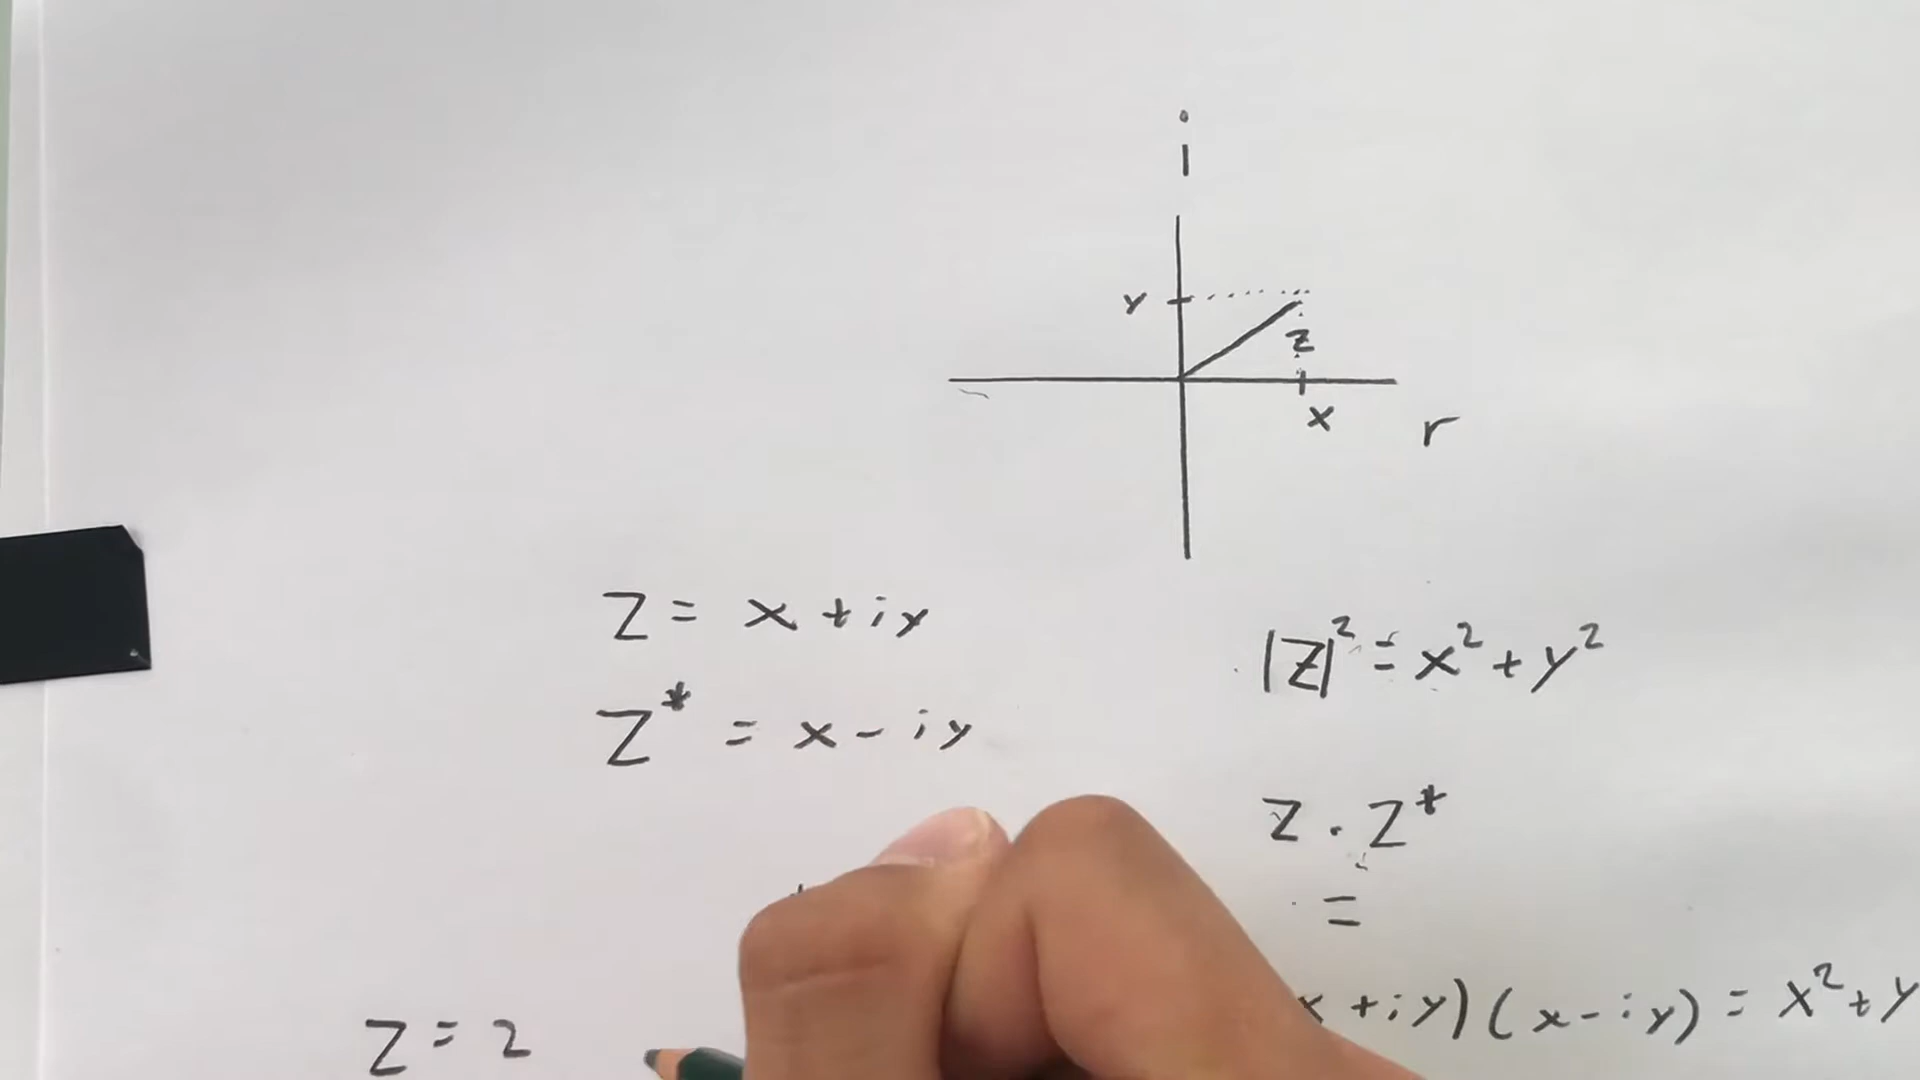 i
y
z
x
r
Z = x + iy
|Z|² = x² + y²
Z* = x - iy
Z . Z*
=
x + iy) (x - iy) = x² + y
Z = 2